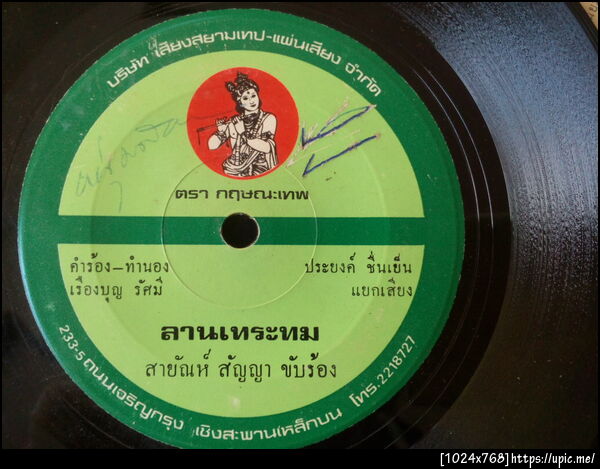 บริษัท เสียงสยามเทป-แผ่นเสียง จำกัด
ตรา กฤษณะเทพ
คำร้อง–ทำนอง
เรืองบุญ รัศมี
ประยงค์ ชื่นเย็น
แยกเสียง
ลานเทระทม
สายัณห์ สัญญา ขับร้อง
233-5 ถนนเจริญกรุง เชิงสะพานเหล็กบน โทร.2218727
[1024x768]https://upic.me/